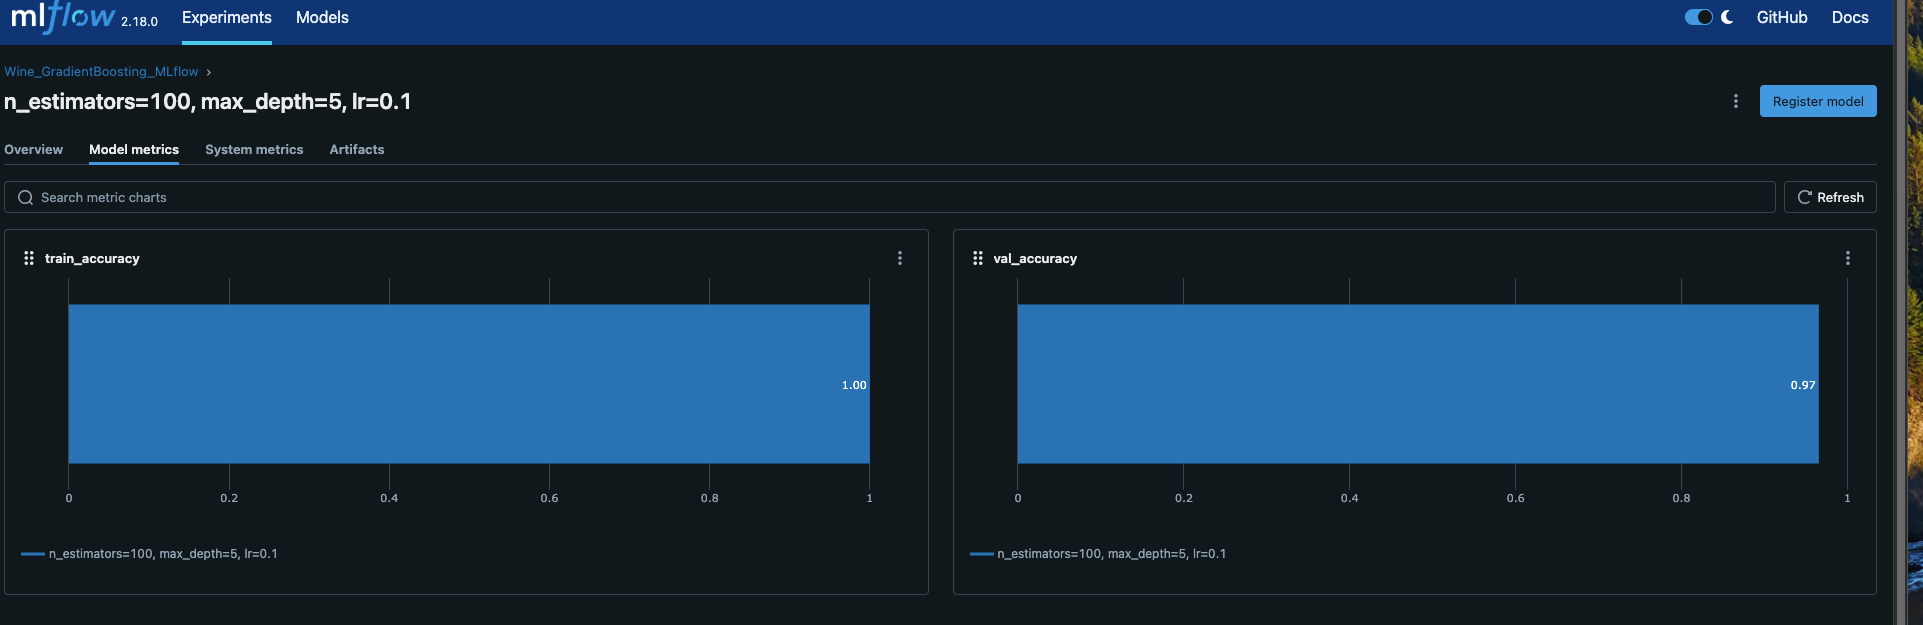 mlflow 2.18.0 Experiments Models GitHub Docs
Wine_GradientBoosting_MLflow
n_estimators=100, max_depth=5, lr=0.1
Register model
Overview Model metrics System metrics Artifacts
Search metric charts
Refresh
train_accuracy
1.00
0 0.2 0.4 0.6 0.8 1
n_estimators=100, max_depth=5, lr=0.1
val_accuracy
0.97
0 0.2 0.4 0.6 0.8 1
n_estimators=100, max_depth=5, lr=0.1